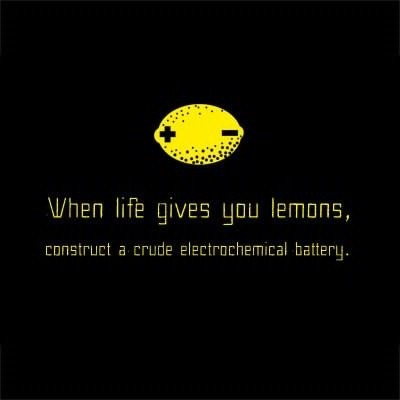 + -
When life gives you lemons,
construct a crude electrochemical battery.